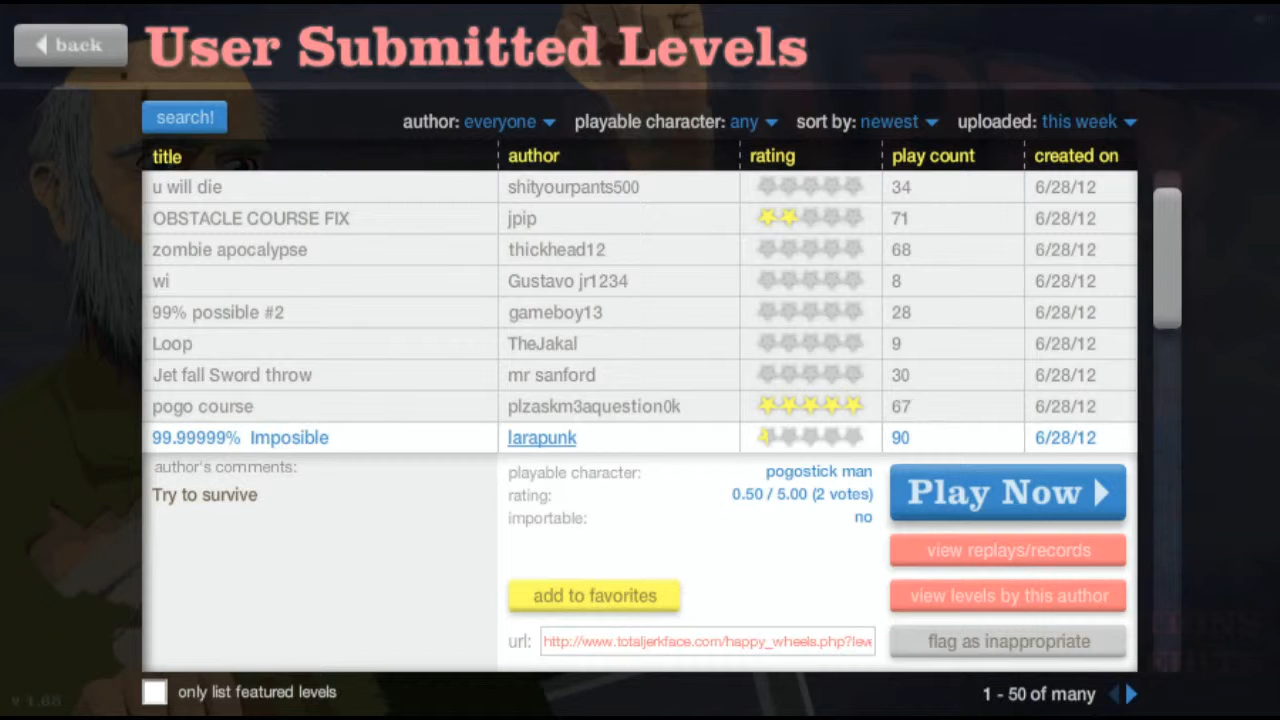 back
User Submitted Levels
search!
author: everyone playable character: any sort by: newest uploaded: this week
title author rating play count created on
u will die shityourpants500 34 6/28/12
OBSTACLE COURSE FIX jpip 71 6/28/12
zombie apocalypse thickhead12 68 6/28/12
wi Gustavo jr1234 8 6/28/12
99% possible #2 gameboy13 28 6/28/12
Loop TheJakal 9 6/28/12
Jet fall Sword throw mr sanford 30 6/28/12
pogo course plzaskm3aquestion0k 67 6/28/12
99.99999% Imposible larapunk 90 6/28/12
author's comments:
Try to survive
playable character: pogostick man
rating: 0.50 / 5.00 (2 votes)
importable: no
Play Now
view replays/records
add to favorites
view levels by this author
url: http://www.totaljerkface.com/happy_wheels.php?leve
flag as inappropriate
only list featured levels
1 - 50 of many
v 1.68